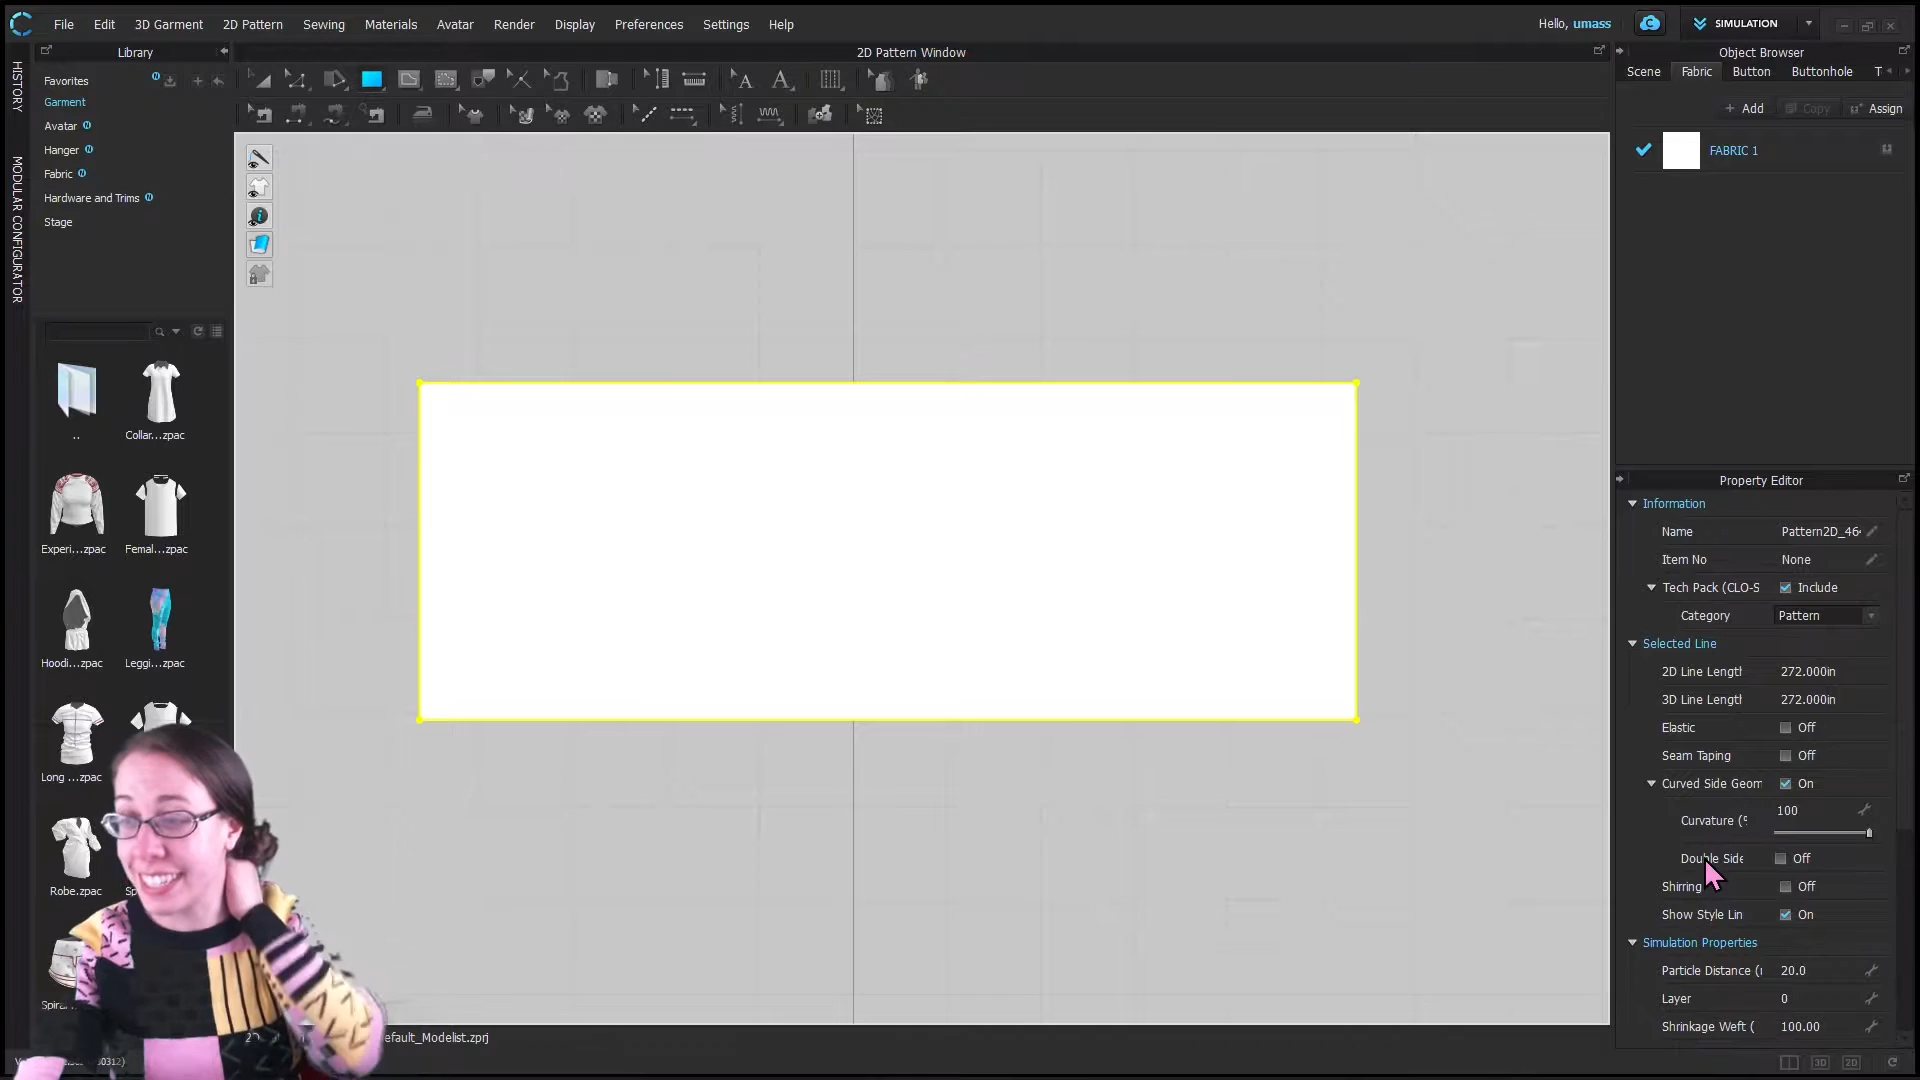 File Edit 3D Garment 2D Pattern Sewing Materials Avatar Render Display Preferences Settings Help
Hello, umass
SIMULATION
HISTORY
MODULAR CONFIGURATOR
Library
Favorites
Garment
Avatar
Hanger
Fabric
Hardware and Trims
Stage
..
Collar...zpac
Experi...zpac
Femal...zpac
Hoodi...zpac
Leggi...zpac
Long ...zpac
Robe.zpac
2D Pattern Window
efault_Modelist.zprj
Object Browser
Scene Fabric Button Buttonhole T
+ Add Copy Assign
FABRIC 1
Property Editor
Information
Name Pattern2D_46
Item No None
Tech Pack (CLO-S Include
Category Pattern
Selected Line
2D Line Lengt 272.000in
3D Line Lengt 272.000in
Elastic Off
Seam Taping Off
Curved Side Geom On
Curvature ( 100
Double Side Off
Shirring Off
Show Style Lin On
Simulation Properties
Particle Distance ( 20.0
Layer 0
Shrinkage Weft ( 100.00
3D 2D